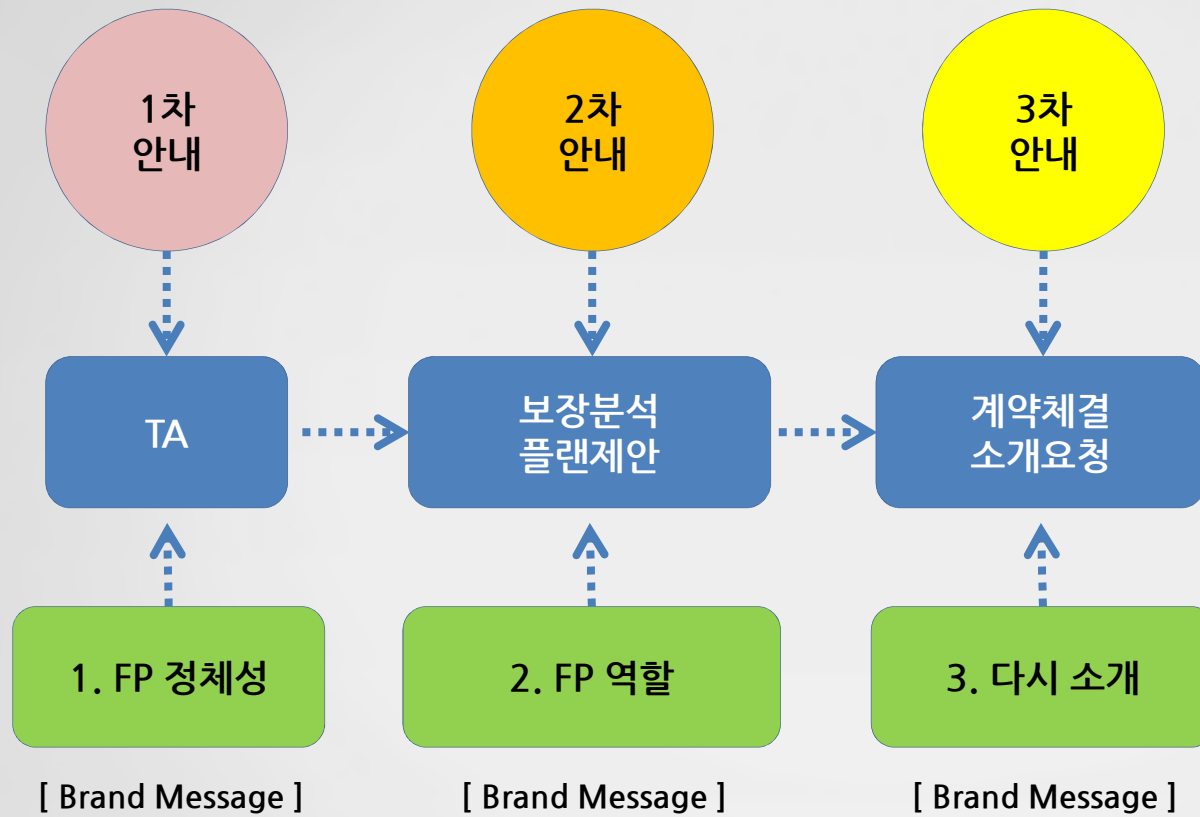 1차
안내
2차
안내
3차
안내
TA
보장분석
플랜제안
계약체결
소개요청
1. FP 정체성
2. FP 역할
3. 다시 소개
[ Brand Message ]
[ Brand Message ]
[ Brand Message ]